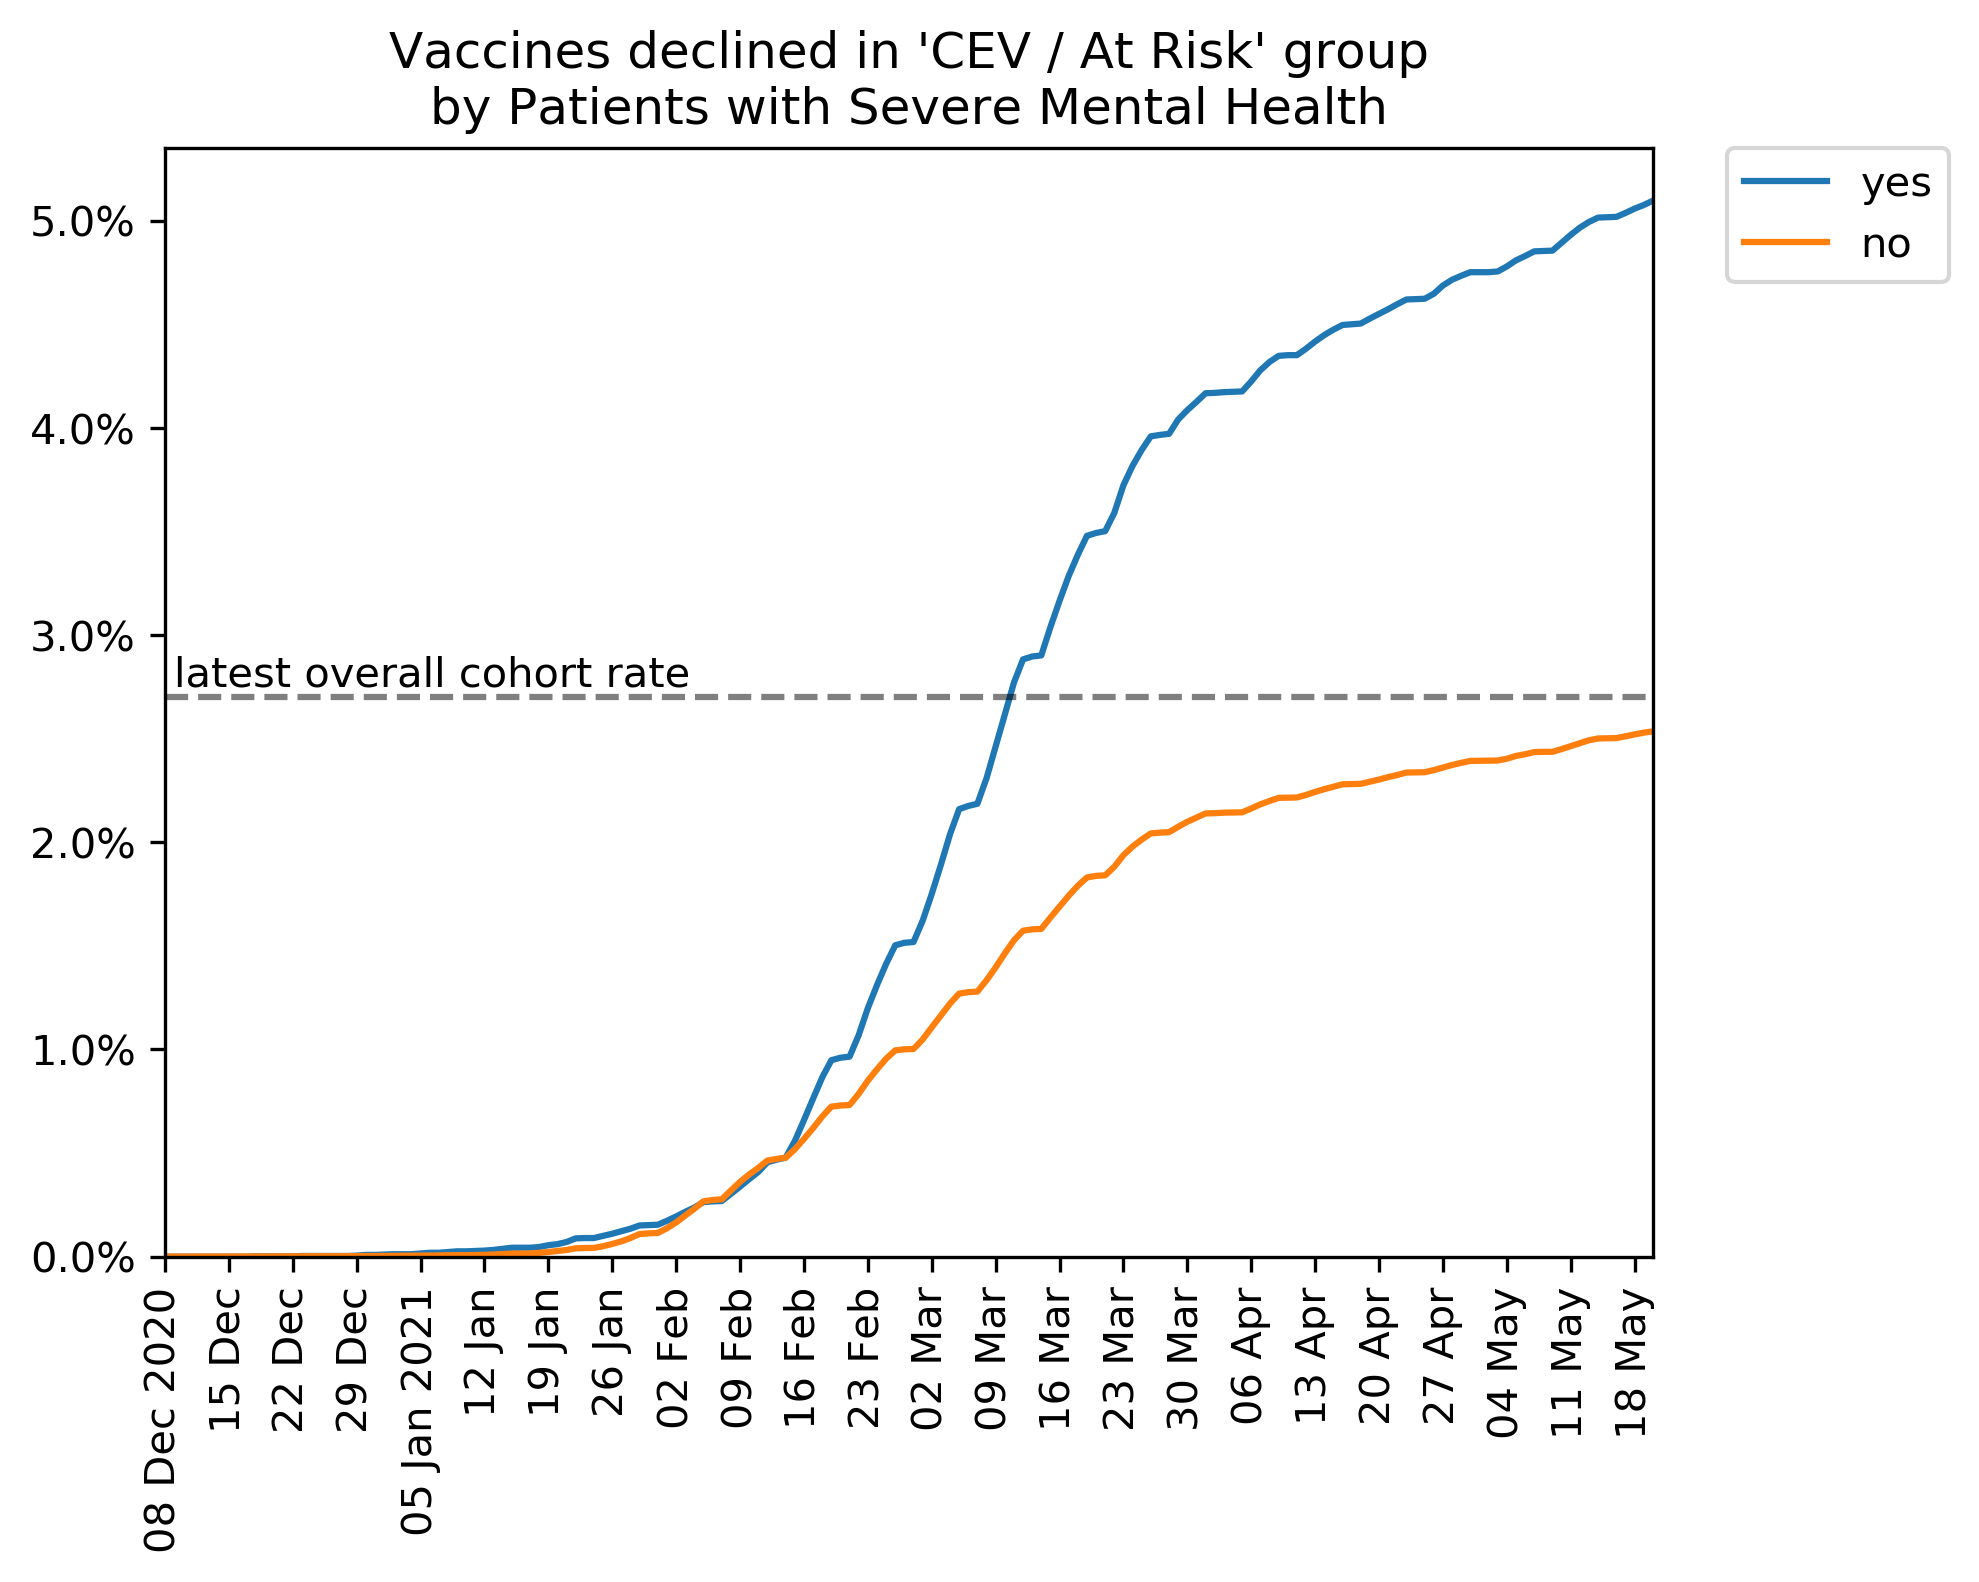 Vaccines declined in 'CEV / At Risk' group
by Patients with Severe Mental Health
yes
no
5.0%
4.0%
3.0%
latest overall cohort rate
2.0%
1.0%
0.0%
08 Dec 2020
15 Dec
22 Dec
29 Dec
05 Jan 2021
12 Jan
19 Jan
26 Jan
02 Feb
09 Feb
16 Feb
23 Feb
02 Mar
09 Mar
16 Mar
23 Mar
30 Mar
06 Apr
13 Apr
20 Apr
27 Apr
04 May
11 May
18 May